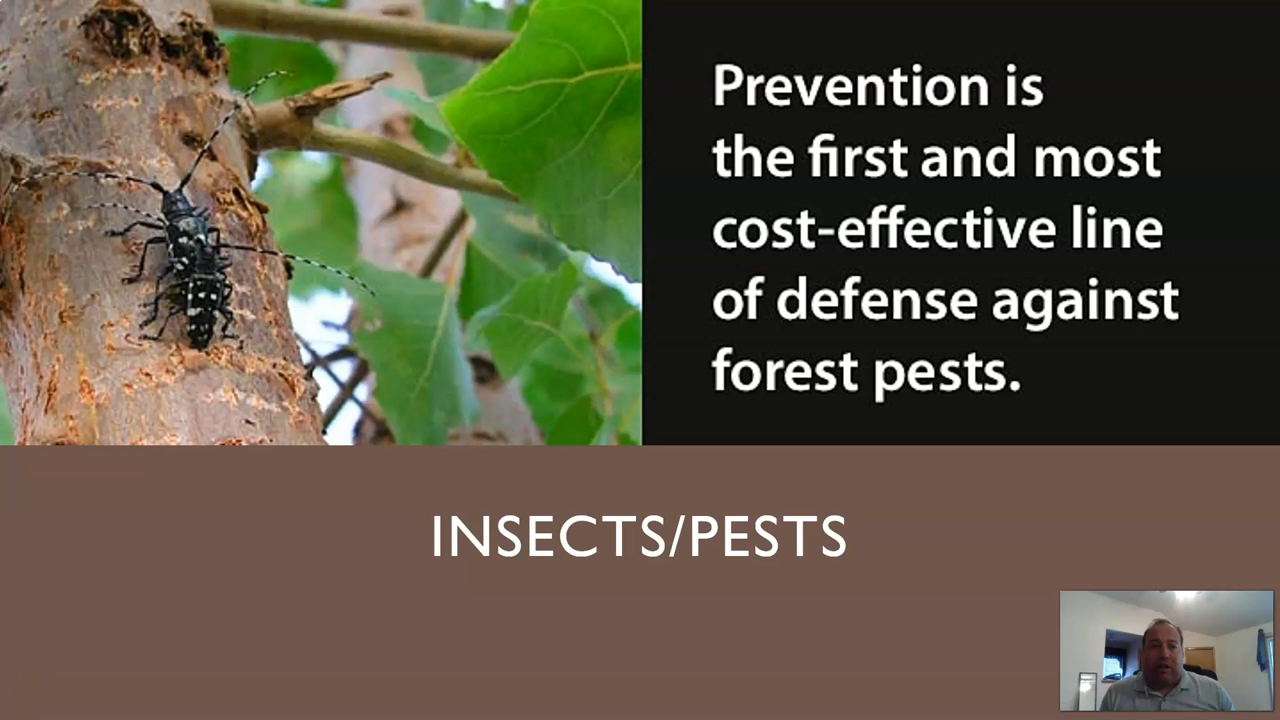 Prevention is
the first and most
cost-effective line
of defense against
forest pests.
INSECTS/PESTS